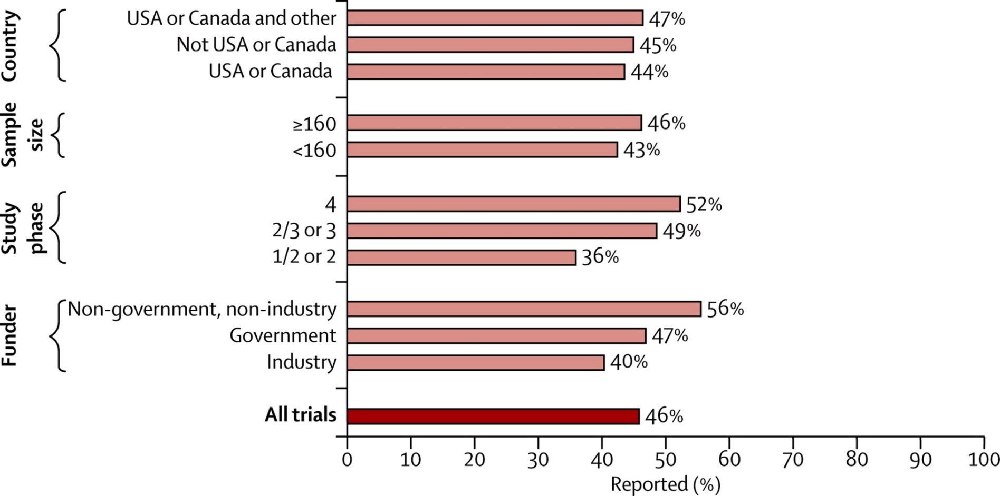 Country
USA or Canada and other 47%
Not USA or Canada 45%
USA or Canada 44%
Sample
size
≥160 46%
<160 43%
Study
phase
4 52%
2/3 or 3 49%
1/2 or 2 36%
Funder
Non-government, non-industry 56%
Government 47%
Industry 40%
All trials 46%
0 10 20 30 40 50 60 70 80 90 100
Reported (%)